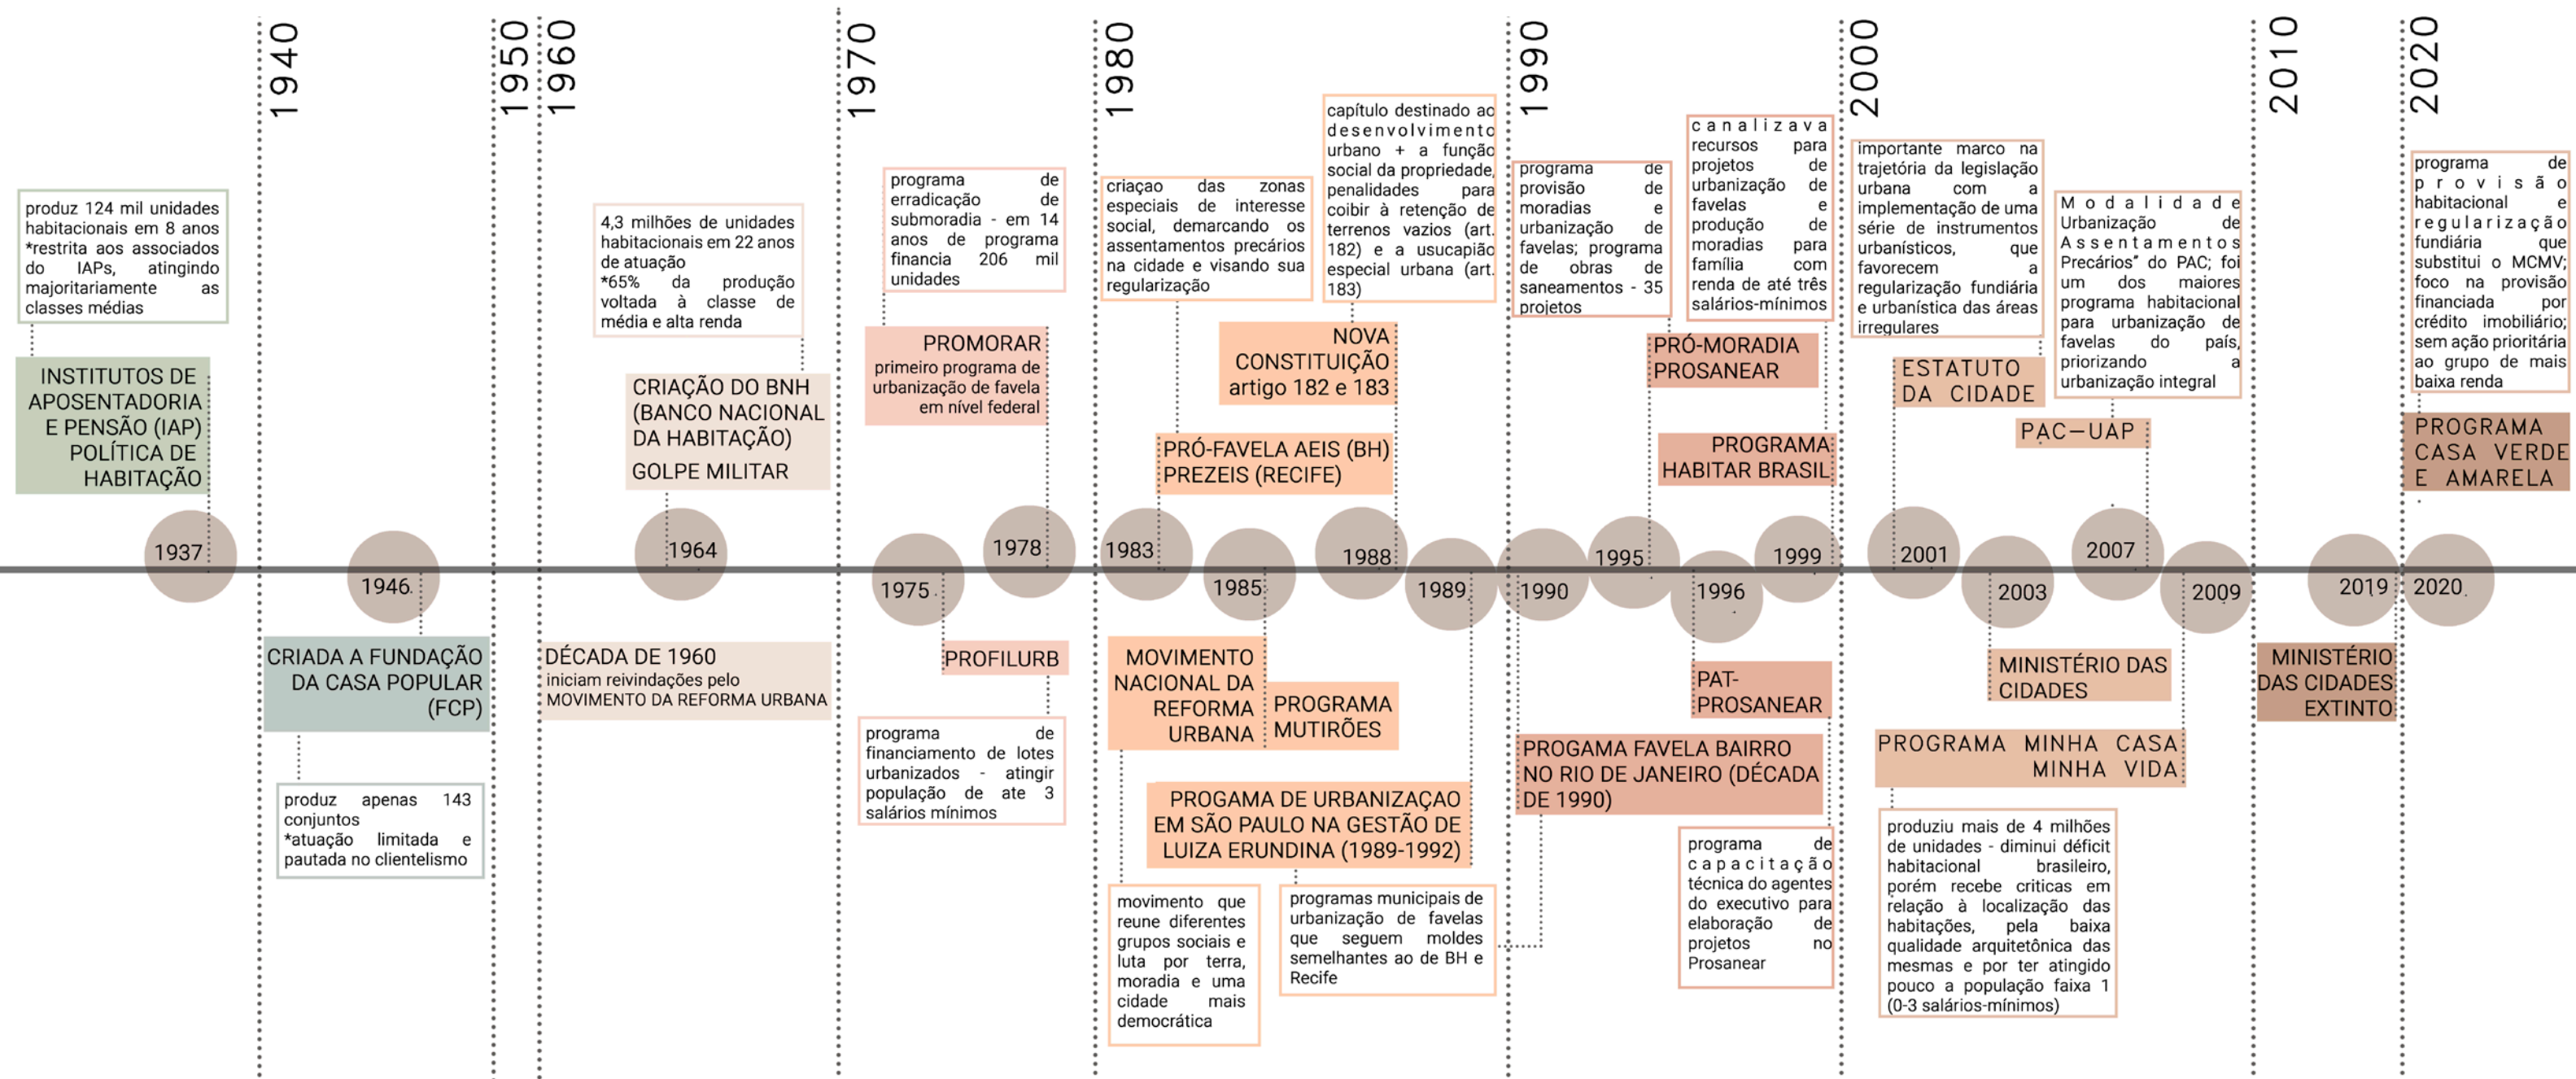 1940
1950
1960
1970
1980
1990
2000
2010
2020
produz 124 mil unidades
habitacionais em 8 anos
*restrita aos associados
do IAPs, atingindo
majoritariamente as
classes médias
INSTITUTOS DE
APOSENTADORIA
E PENSÃO (IAP)
POLÍTICA DE
HABITAÇÃO
1937
1946
CRIADA A FUNDAÇÃO
DA CASA POPULAR
(FCP)
produz apenas 143
conjuntos
*atuação limitada e
pautada no clientelismo
4,3 milhões de unidades
habitacionais em 22 anos
de atuação
*65% da produção
voltada à classe de
média e alta renda
CRIAÇÃO DO BNH
(BANCO NACIONAL
DA HABITAÇÃO)
GOLPE MILITAR
1964
DÉCADA DE 1960
iniciam reivindações pelo
MOVIMENTO DA REFORMA URBANA
programa de
erradicação de
submoradia - em 14
anos de programa
financia 206 mil
unidades
PROMORAR
primeiro programa de
urbanização de favela
em nível federal
1975
1978
PROFILURB
programa de
financiamento de lotes
urbanizados - atingir
população de ate 3
salários mínimos
criaçao das zonas
especiais de interesse
social, demarcando os
assentamentos precários
na cidade e visando sua
regularização
capítulo destinado ao
desenvolvimento
urbano + a função
social da propriedade,
penalidades para
coibir à retenção de
terrenos vazios (art.
182) e a usucapião
especial urbana (art.
183)
NOVA
CONSTITUIÇÃO
artigo 182 e 183
PRÓ-FAVELA AEIS (BH)
PREZEIS (RECIFE)
1983
1985
1988
1989
MOVIMENTO
NACIONAL DA
REFORMA
URBANA
PROGRAMA
MUTIRÕES
PROGAMA DE URBANIZAÇAO
EM SÃO PAULO NA GESTÃO DE
LUIZA ERUNDINA (1989-1992)
movimento que
reune diferentes
grupos sociais e
luta por terra,
moradia e uma
cidade mais
democrática
programas municipais de
urbanização de favelas
que seguem moldes
semelhantes ao de BH e
Recife
programa de
provisão de
moradias e
urbanização de
favelas; programa
de obras de
saneamentos - 35
projetos
canalizava
recursos para
projetos de
urbanização de
favelas e
produção de
moradias para
família com
renda de até três
salários-mínimos
PRÓ-MORADIA
PROSANEAR
PROGRAMA
HABITAR BRASIL
1990
1995
1996
1999
PAT-
PROSANEAR
PROGAMA FAVELA BAIRRO
NO RIO DE JANEIRO (DÉCADA
DE 1990)
programa de
capacitação
técnica do agentes
do executivo para
elaboração de
projetos no
Prosanear
importante marco na
trajetória da legislação
urbana com a
implementação de uma
série de instrumentos
urbanísticos, que
favorecem a
regularização fundiária
e urbanística das áreas
irregulares
Modalidade
Urbanização de
Assentamentos
Precários" do PAC; foi
um dos maiores
programa habitacional
para urbanização de
favelas do país,
priorizando a
urbanização integral
ESTATUTO
DA CIDADE
PAC-UAP
2001
2003
2007
2009
MINISTÉRIO DAS
CIDADES
PROGRAMA MINHA CASA
MINHA VIDA
produziu mais de 4 milhões
de unidades - diminui déficit
habitacional brasileiro,
porém recebe criticas em
relação à localização das
habitações, pela baixa
qualidade arquitetônica das
mesmas e por ter atingido
pouco a população faixa 1
(0-3 salários-mínimos)
2019
MINISTÉRIO
DAS CIDADES
EXTINTO
programa de
provisão
habitacional e
regularização
fundiária que
substitui o MCMV;
foco na provisão
financiada por
crédito imobiliário;
sem ação prioritária
ao grupo de mais
baixa renda
PROGRAMA
CASA VERDE
E AMARELA
2020